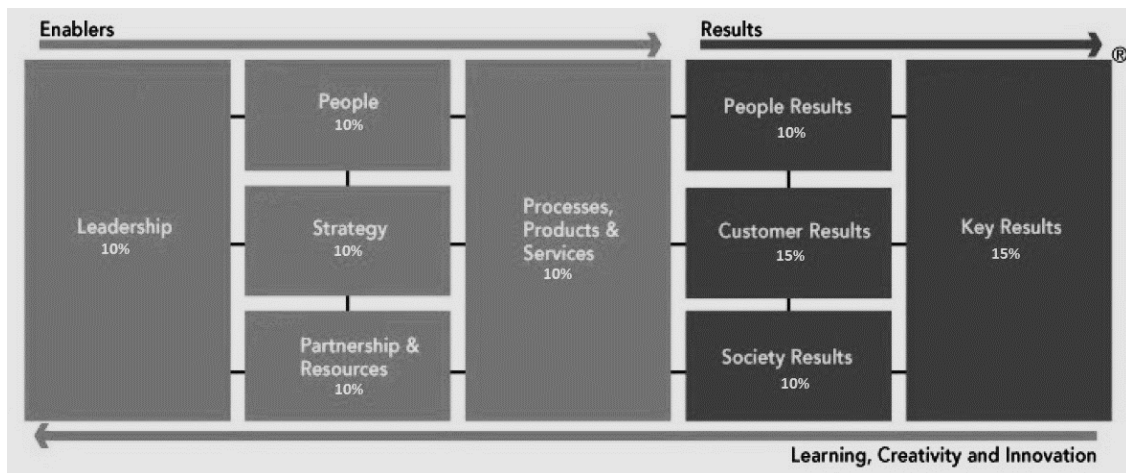 Enablers
Results
®
Leadership
10%
People
10%
Strategy
10%
Partnership &
Resources
10%
Processes,
Products &
Services
10%
People Results
10%
Customer Results
15%
Society Results
10%
Key Results
15%
Learning, Creativity and Innovation